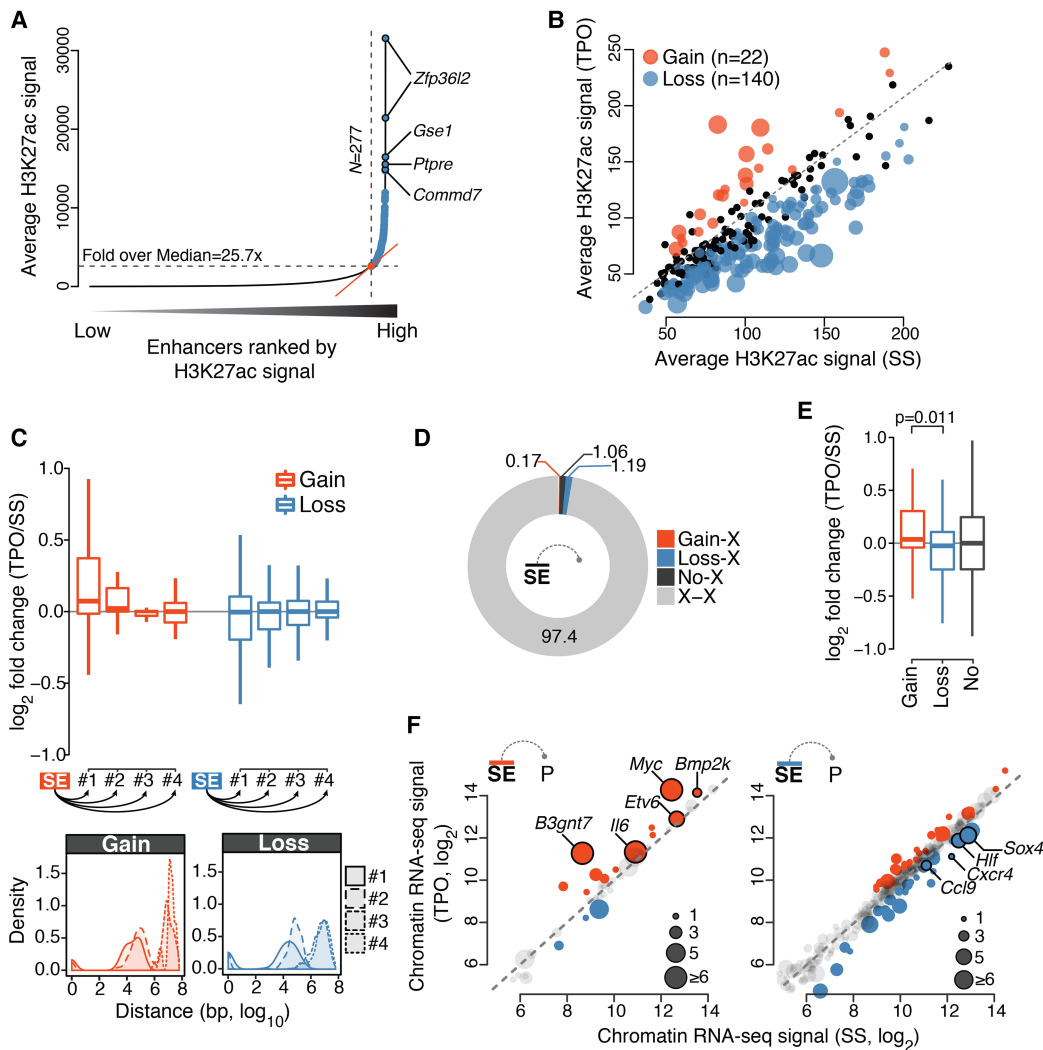 A
Average H3K27ac signal
30000
20000
10000
0
N=277
Zfp36l2
Gse1
Ptpre
Commd7
Fold over Median=25.7x
Low
High
Enhancers ranked by
H3K27ac signal
B
Average H3K27ac signal (TPO)
250
200
150
100
50
Gain (n=22)
Loss (n=140)
50
100
150
200
Average H3K27ac signal (SS)
C
log2 fold change (TPO/SS)
1.0
0.5
0.0
−0.5
−1.0
Gain
Loss
SE
#1
#2
#3
#4
SE
#1
#2
#3
#4
Gain
Loss
Density
1.5
1.0
0.5
0.0
1.5
1.0
0.5
0.0
0
2
4
6
8
0
2
4
6
8
Distance (bp, log10)
#1
#2
#3
#4
D
0.17
1.06
1.19
97.4
SE
Gain-X
Loss-X
No-X
X−X
E
p=0.011
log2 fold change (TPO/SS)
1.0
0.5
0.0
−0.5
−1.0
Gain
Loss
No
F
SE
P
Chromatin RNA-seq signal
(TPO, log2)
14
12
10
8
6
Myc
Bmp2k
Etv6
B3gnt7
Il6
1
3
5
≥6
6
8
10
12
14
SE
P
14
12
10
8
6
Sox4
Hlf
Cxcr4
Ccl9
1
3
5
≥6
6
8
10
12
14
Chromatin RNA-seq signal (SS, log2)